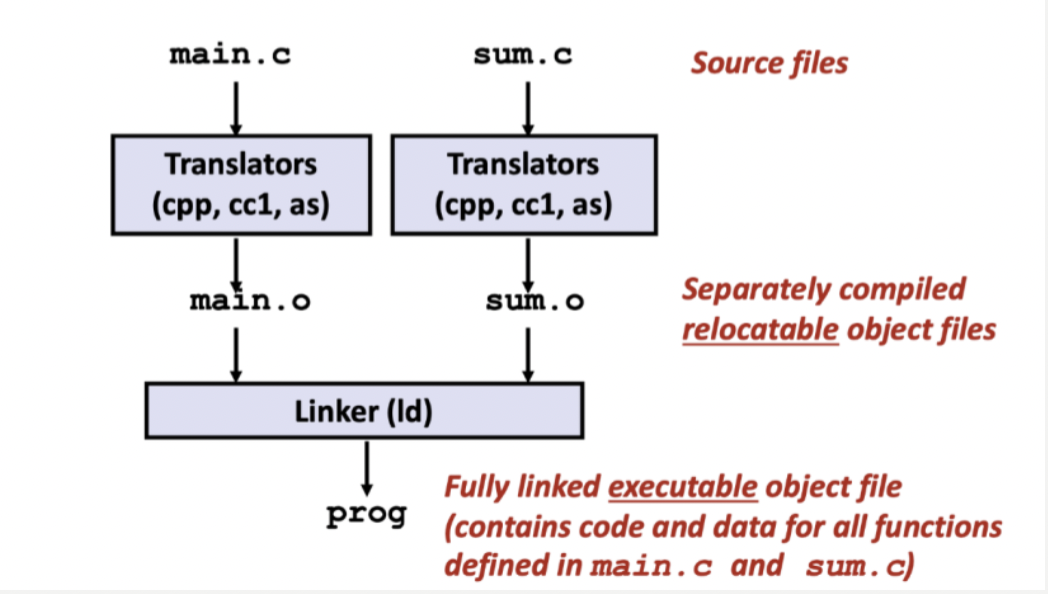 main.c
sum.c
Source files
Translators
(cpp, cc1, as)
Translators
(cpp, cc1, as)
main.o
sum.o
Separately compiled
relocatable object files
Linker (ld)
prog
Fully linked executable object file
(contains code and data for all functions
defined in main.c and sum.c)